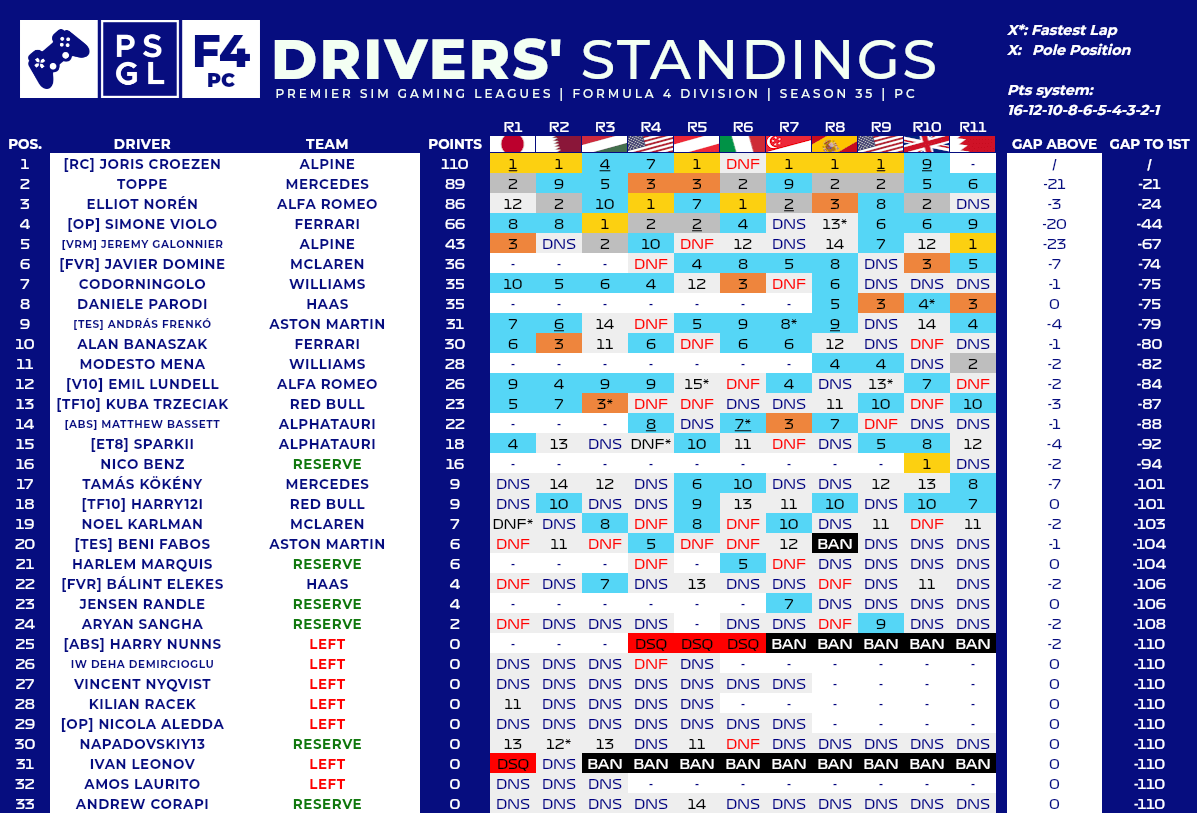 PS
GL
F4
PC
DRIVERS' STANDINGS
PREMIER SIM GAMING LEAGUES | FORMULA 4 DIVISION | SEASON 35 | PC
X*: Fastest Lap
X: Pole Position
Pts system:
16-12-10-8-6-5-4-3-2-1
POS. DRIVER TEAM POINTS R1 R2 R3 R4 R5 R6 R7 R8 R9 R10 R11 GAP ABOVE GAP TO 1ST
1 [RC] JORIS CROEZEN ALPINE 110 1 1 4 7 1 DNF 1 1 1 9 - / /
2 TOPPE MERCEDES 89 2 9 5 3 3 2 9 2 2 5 6 -21 -21
3 ELLIOT NORÉN ALFA ROMEO 86 12 2 10 1 7 1 2 3 8 2 DNS -3 -24
4 [OP] SIMONE VIOLO FERRARI 66 8 8 1 2 2 4 DNS 13* 6 6 9 -20 -44
5 [VRM] JEREMY GALONNIER ALPINE 43 3 DNS 2 10 DNF 12 DNS 14 7 12 1 -23 -67
6 [FVR] JAVIER DOMINE MCLAREN 36 - - - DNF 4 8 5 8 DNS 3 5 -7 -74
7 CODORNINGOLO WILLIAMS 35 10 5 6 4 12 3 DNF 6 DNS DNS DNS -1 -75
8 DANIELE PARODI HAAS 35 - - - - - - - 5 3 4* 3 0 -75
9 [TES] ANDRÁS FRENKÓ ASTON MARTIN 31 7 6 14 DNF 5 9 8* 9 DNS 14 4 -4 -79
10 ALAN BANASZAK FERRARI 30 6 3 11 6 DNF 6 6 12 DNS DNF DNS -1 -80
11 MODESTO MENA WILLIAMS 28 - - - - - - - 4 4 DNS 2 -2 -82
12 [V10] EMIL LUNDELL ALFA ROMEO 26 9 4 9 9 15* DNF 4 DNS 13* 7 DNF -2 -84
13 [TF10] KUBA TRZECIAK RED BULL 23 5 7 3* DNF DNF DNS DNS 11 10 DNF 10 -3 -87
14 [ABS] MATTHEW BASSETT ALPHATAURI 22 - - - 8 DNS 7* 3 7 DNF DNS DNS -1 -88
15 [ET8] SPARKII ALPHATAURI 18 4 13 DNS DNF* 10 11 DNF DNS 5 8 12 -4 -92
16 NICO BENZ RESERVE 16 - - - - - - - - - 1 DNS -2 -94
17 TAMÁS KÖKÉNY MERCEDES 9 DNS 14 12 DNS 6 10 DNS DNS 12 13 8 -7 -101
18 [TF10] HARRY12I RED BULL 9 DNS 10 DNS DNS 9 13 11 10 DNS 10 7 0 -101
19 NOEL KARLMAN MCLAREN 7 DNF* DNS 8 DNF 8 DNF 10 DNS 11 DNF 11 -2 -103
20 [TES] BENI FABOS ASTON MARTIN 6 DNF 11 DNF 5 DNF DNF 12 BAN DNS DNS DNS -1 -104
21 HARLEM MARQUIS RESERVE 6 - - - DNF - 5 DNF DNS DNS DNS DNS 0 -104
22 [FVR] BÁLINT ELEKES HAAS 4 DNF DNS 7 DNS 13 DNS DNS DNF DNS 11 DNS -2 -106
23 JENSEN RANDLE RESERVE 4 - - - - - - 7 DNS DNS DNS DNS 0 -106
24 ARYAN SANGHA RESERVE 2 DNF DNS DNS DNS - DNS DNS DNF 9 DNS DNS -2 -108
25 [ABS] HARRY NUNNS LEFT 0 - - - DSQ DSQ DSQ BAN BAN BAN BAN BAN -2 -110
26 IW DEHA DEMIRCIOGLU LEFT 0 DNS DNS DNS DNF DNS - - - - - - 0 -110
27 VINCENT NYQVIST LEFT 0 DNS DNS DNS DNS DNS DNS DNS - - - - 0 -110
28 KILIAN RACEK LEFT 0 11 DNS DNS DNS DNS - - - - - - 0 -110
29 [OP] NICOLA ALEDDA LEFT 0 DNS DNS DNS DNS DNS DNS DNS - - - - 0 -110
30 NAPADOVSKIY13 RESERVE 0 13 12* 13 DNS 11 DNF DNS DNS DNS DNS DNS 0 -110
31 IVAN LEONOV LEFT 0 DSQ DNS BAN BAN BAN BAN BAN BAN BAN BAN BAN 0 -110
32 AMOS LAURITO LEFT 0 DNS DNS DNS - - - - - - - - 0 -110
33 ANDREW CORAPI RESERVE 0 DNS DNS DNS DNS 14 DNS DNS DNS DNS DNS DNS 0 -110